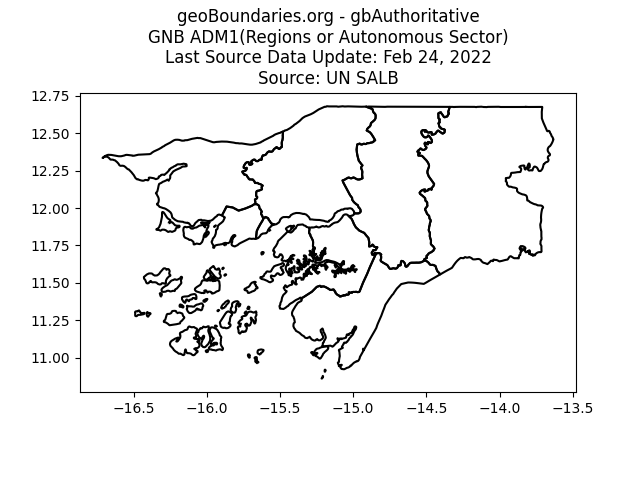 geoBoundaries.org - gbAuthoritative
GNB ADM1(Regions or Autonomous Sector)
Last Source Data Update: Feb 24, 2022
Source: UN SALB
12.75
12.50
12.25
12.00
11.75
11.50
11.25
11.00
−16.5 −16.0 −15.5 −15.0 −14.5 −14.0 −13.5